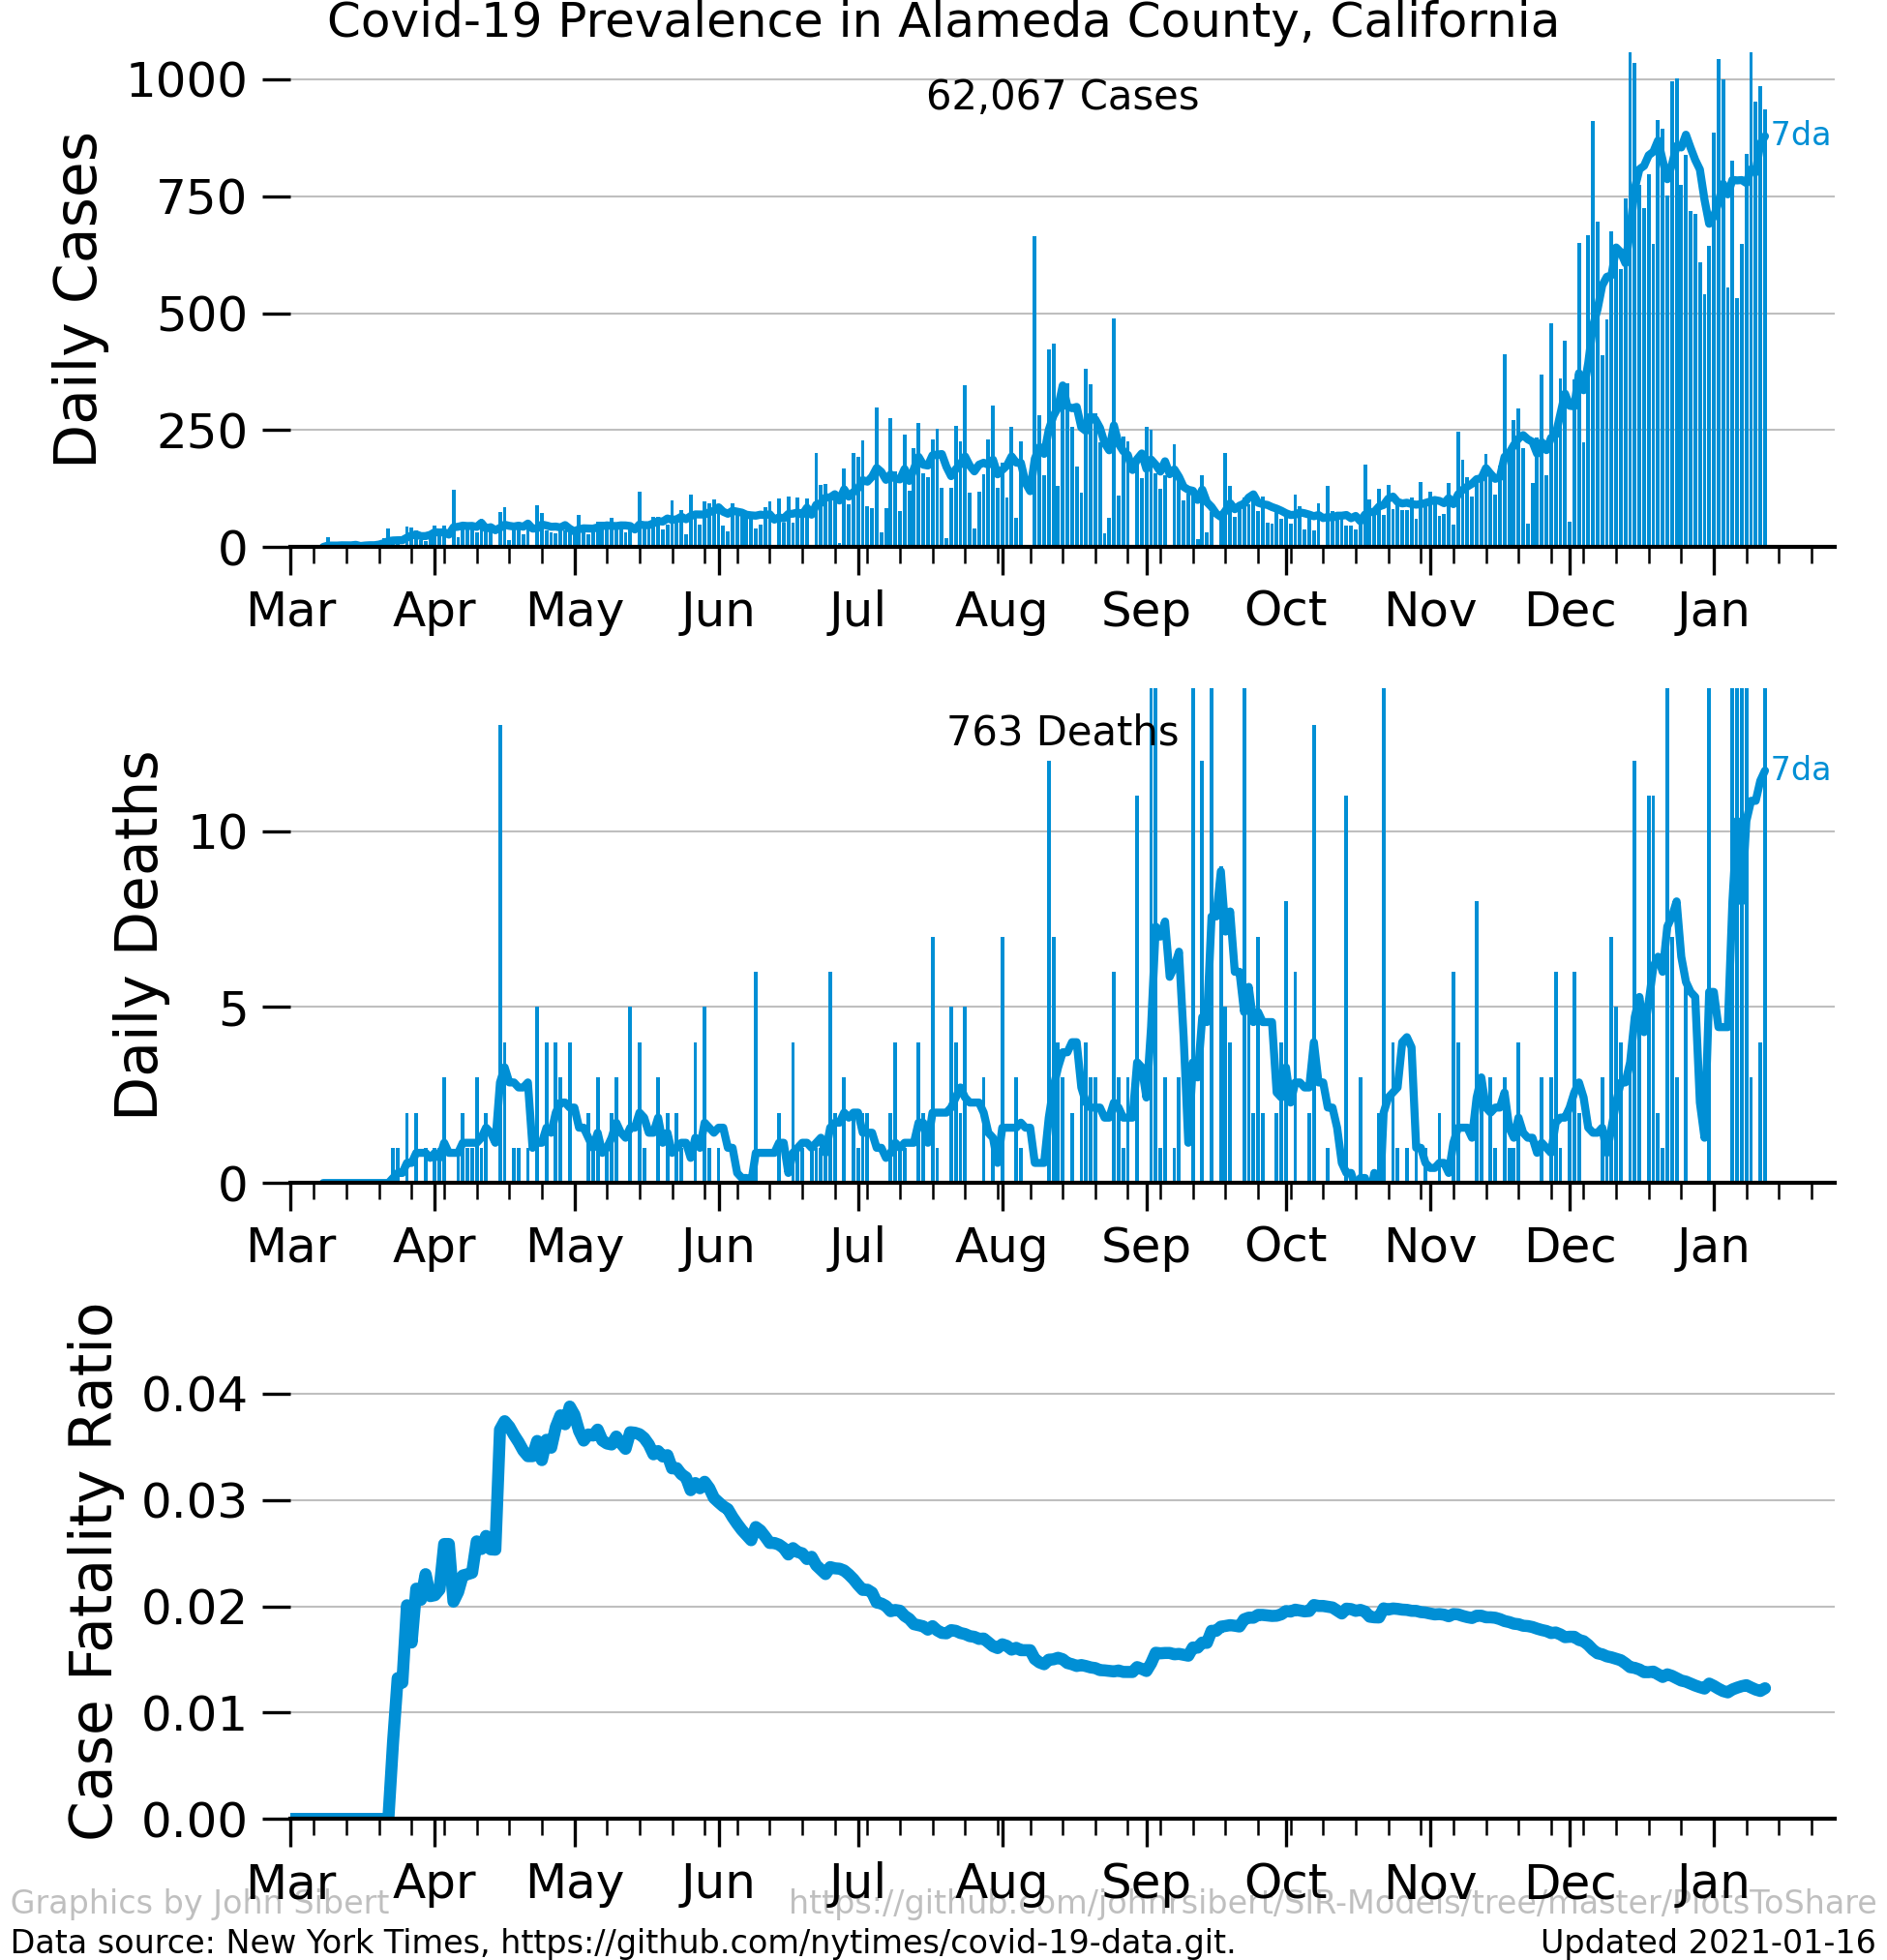 Covid-19 Prevalence in Alameda County, California
Daily Cases
1000
750
500
250
0
62,067 Cases
7da
Mar Apr May Jun Jul Aug Sep Oct Nov Dec Jan
Daily Deaths
10
5
0
763 Deaths
7da
Mar Apr May Jun Jul Aug Sep Oct Nov Dec Jan
Case Fatality Ratio
0.04
0.03
0.02
0.01
0.00
Mar Apr May Jun Jul Aug Sep Oct Nov Dec Jan
Graphics by John Sibert https://github.com/johnrsibert/SIR-Models/tree/master/PlotsToShare
Data source: New York Times, https://github.com/nytimes/covid-19-data.git. Updated 2021-01-16